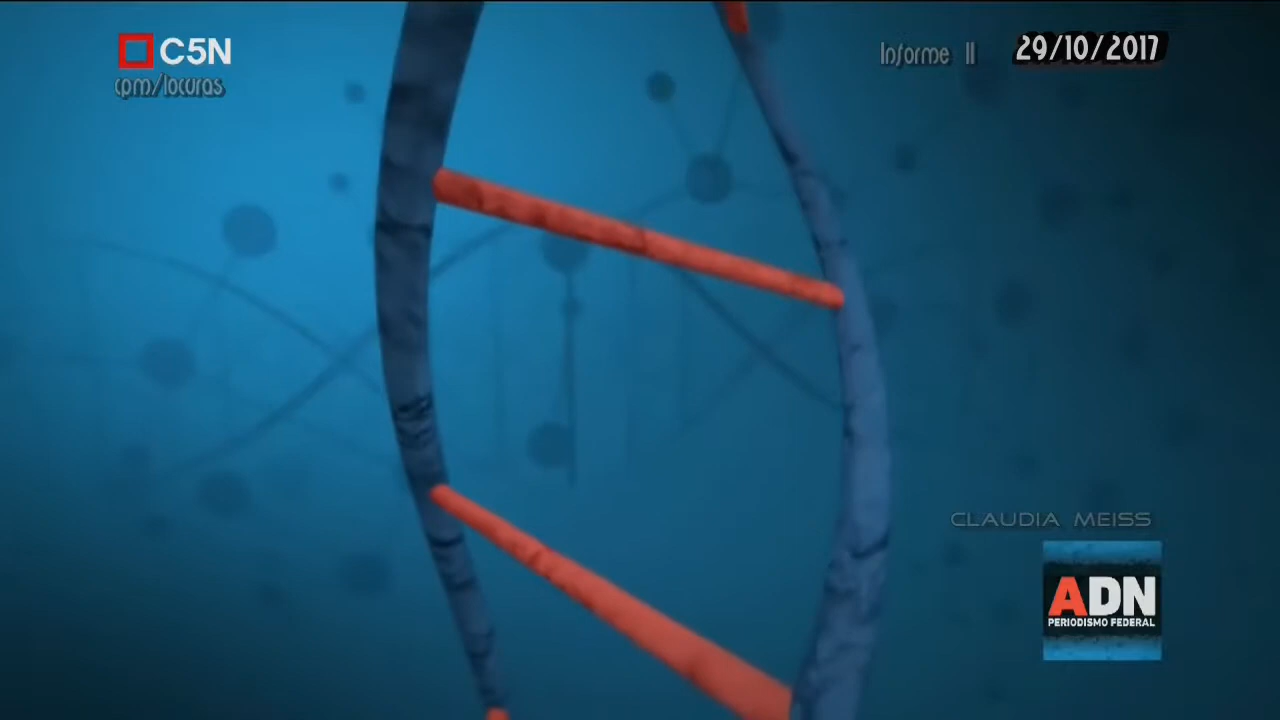 C5N
cpm/locuras
Informe II
29/10/2017
CLAUDIA MEISS
ADN
PERIODISMO FEDERAL